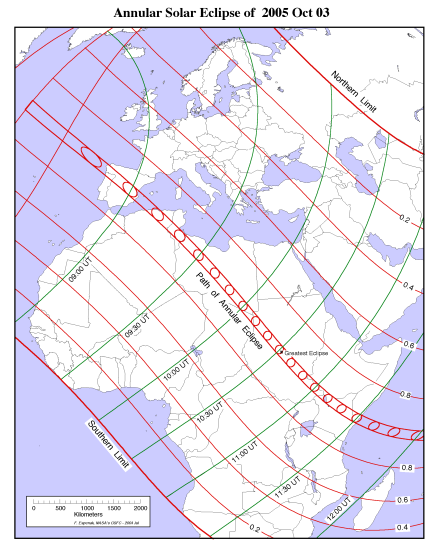 Annular Solar Eclipse of 2005 Oct 03
Northern Limit
0.2
09:00 UT
0.4
Path of Annular Eclipse
09:30 UT
0.6
Greatest Eclipse
10:00 UT
0.8
10:30 UT
Southern Limit
11:00 UT
0.8
11:30 UT
0.6
12:00 UT
0.2
0.4
0 500 1000 1500 2000
Kilometers
F. Espenak, NASA's GSFC - 2004 Jul